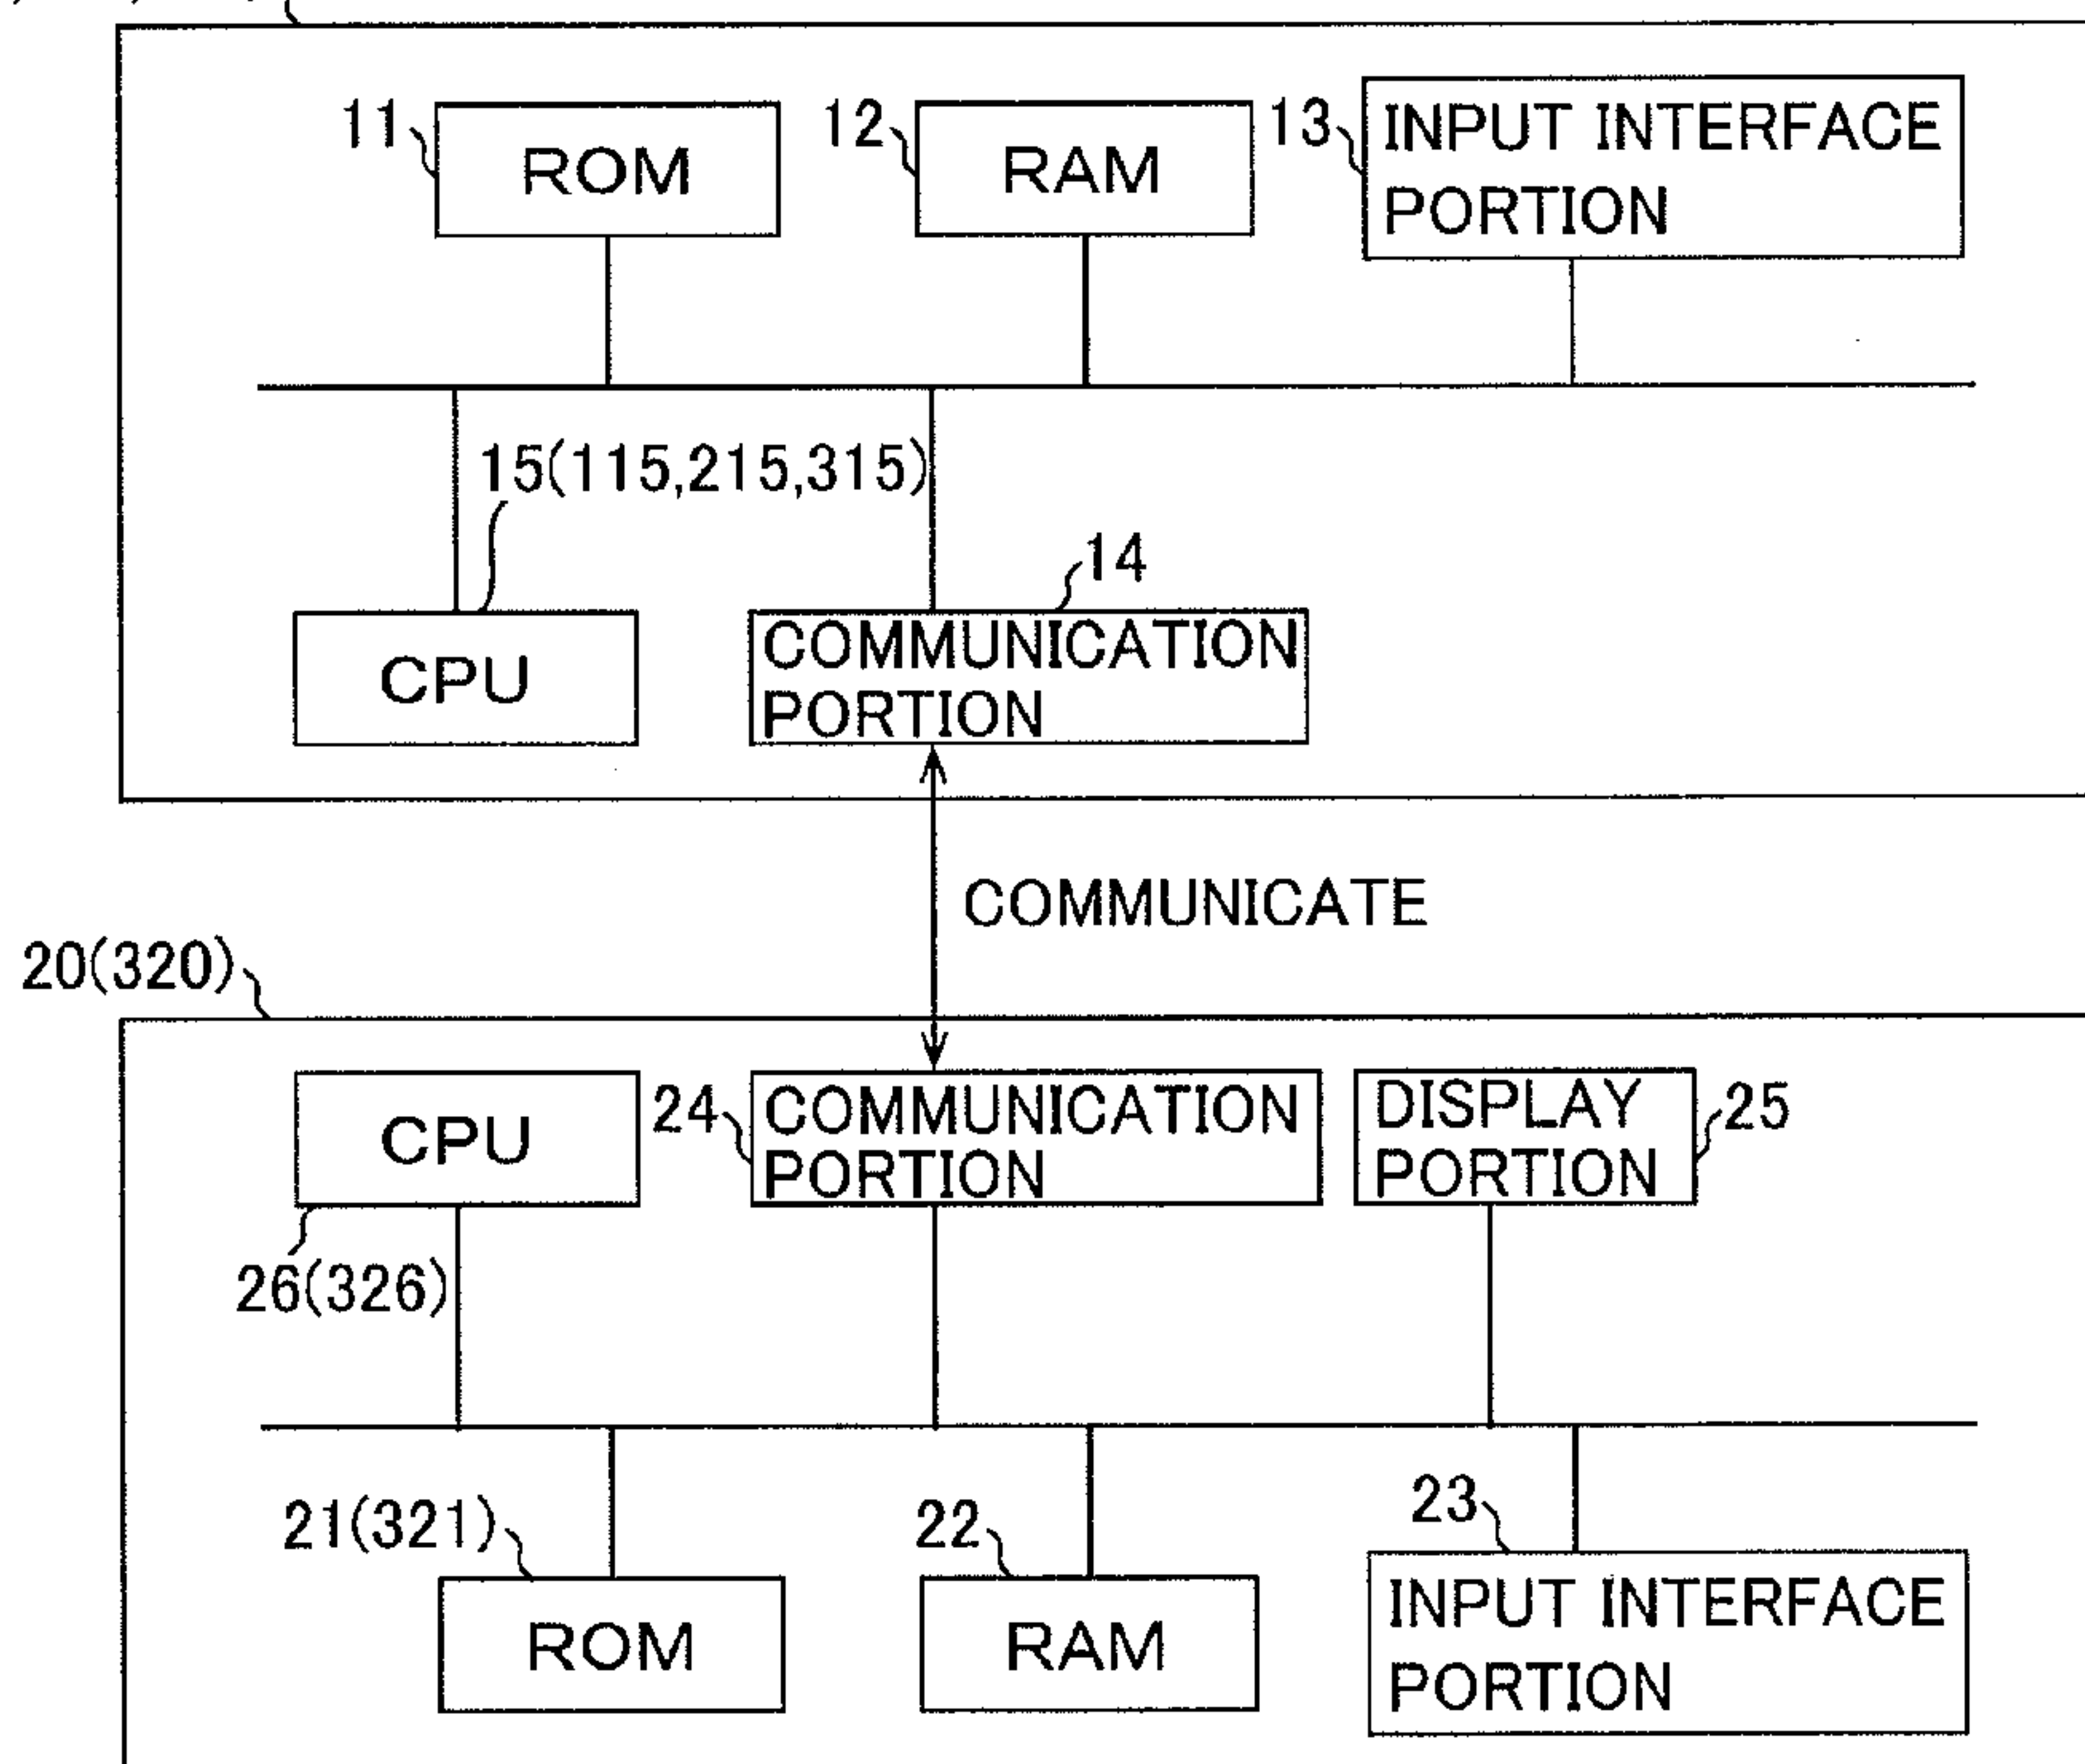 11
ROM
12
RAM
13
INPUT INTERFACE
PORTION
15(115,215,315)
14
CPU
COMMUNICATION
PORTION
COMMUNICATE
20(320)
CPU
24
COMMUNICATION
PORTION
DISPLAY
PORTION
25
26(326)
21(321)
22
23
ROM
RAM
INPUT INTERFACE
PORTION